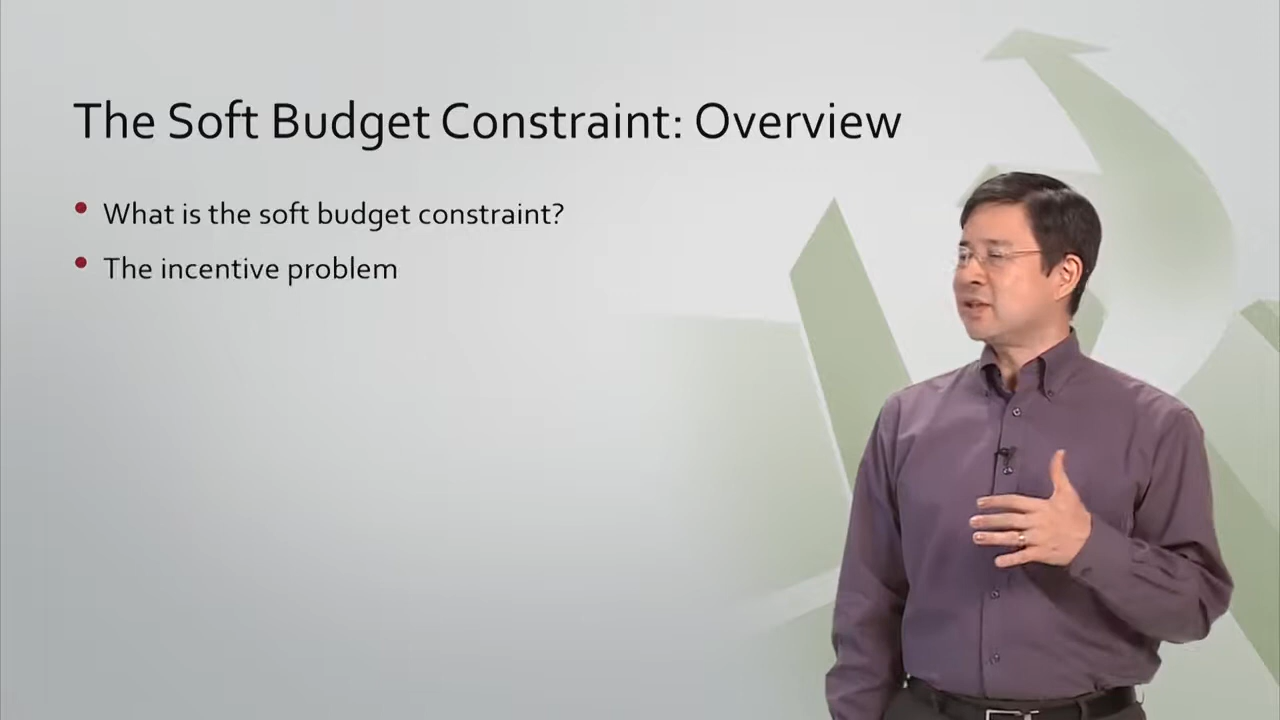 The Soft Budget Constraint: Overview
• What is the soft budget constraint?
• The incentive problem